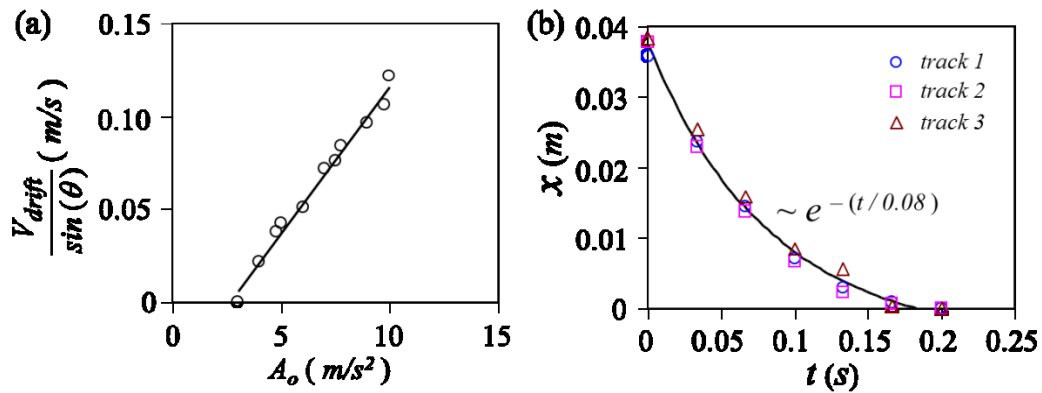 (a)
0.15
0.10
0.05
0
0
5
10
15
V_drift / sin (θ) ( m/s )
A_o ( m/s² )
(b)
0.04
0.03
0.02
0.01
0
0
0.05
0.1
0.15
0.2
0.25
x (m)
t (s)
track 1
track 2
track 3
~ e^−(t / 0.08)